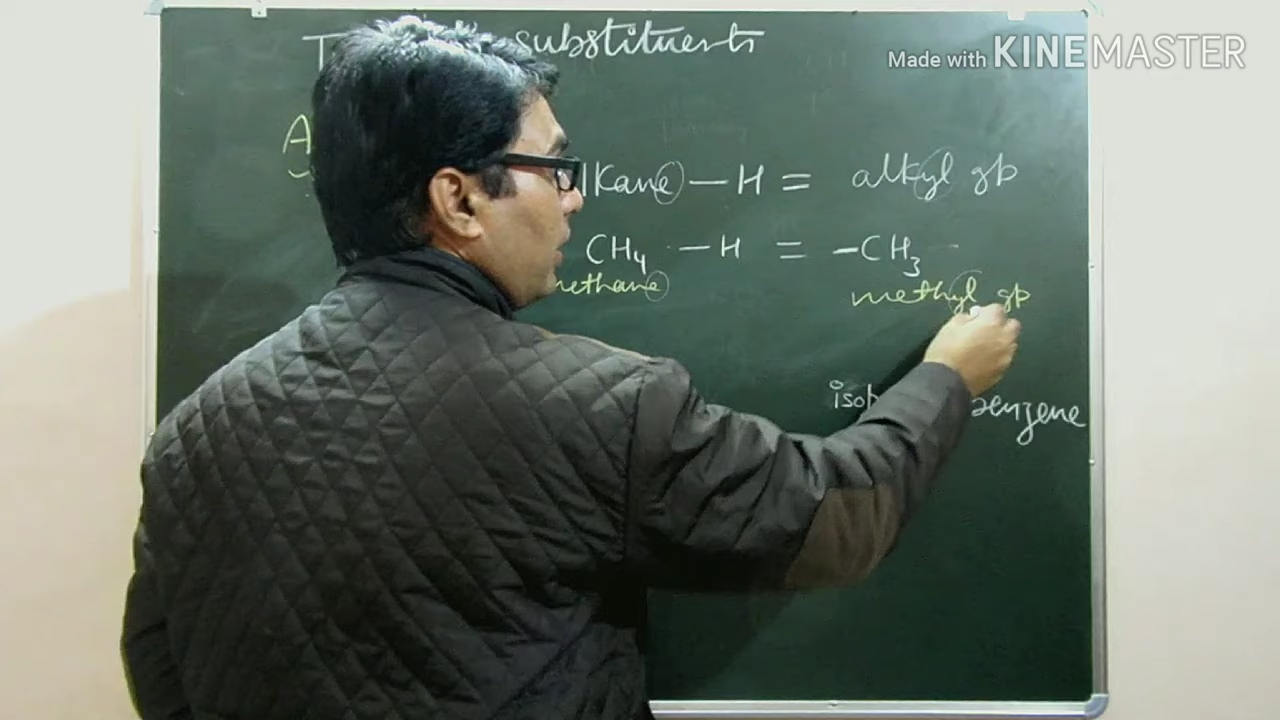 substituents
Made with KINEMASTER
A
lkane — H = alkyl gp
CH4 — H = -CH3
methane methyl gp
benzene